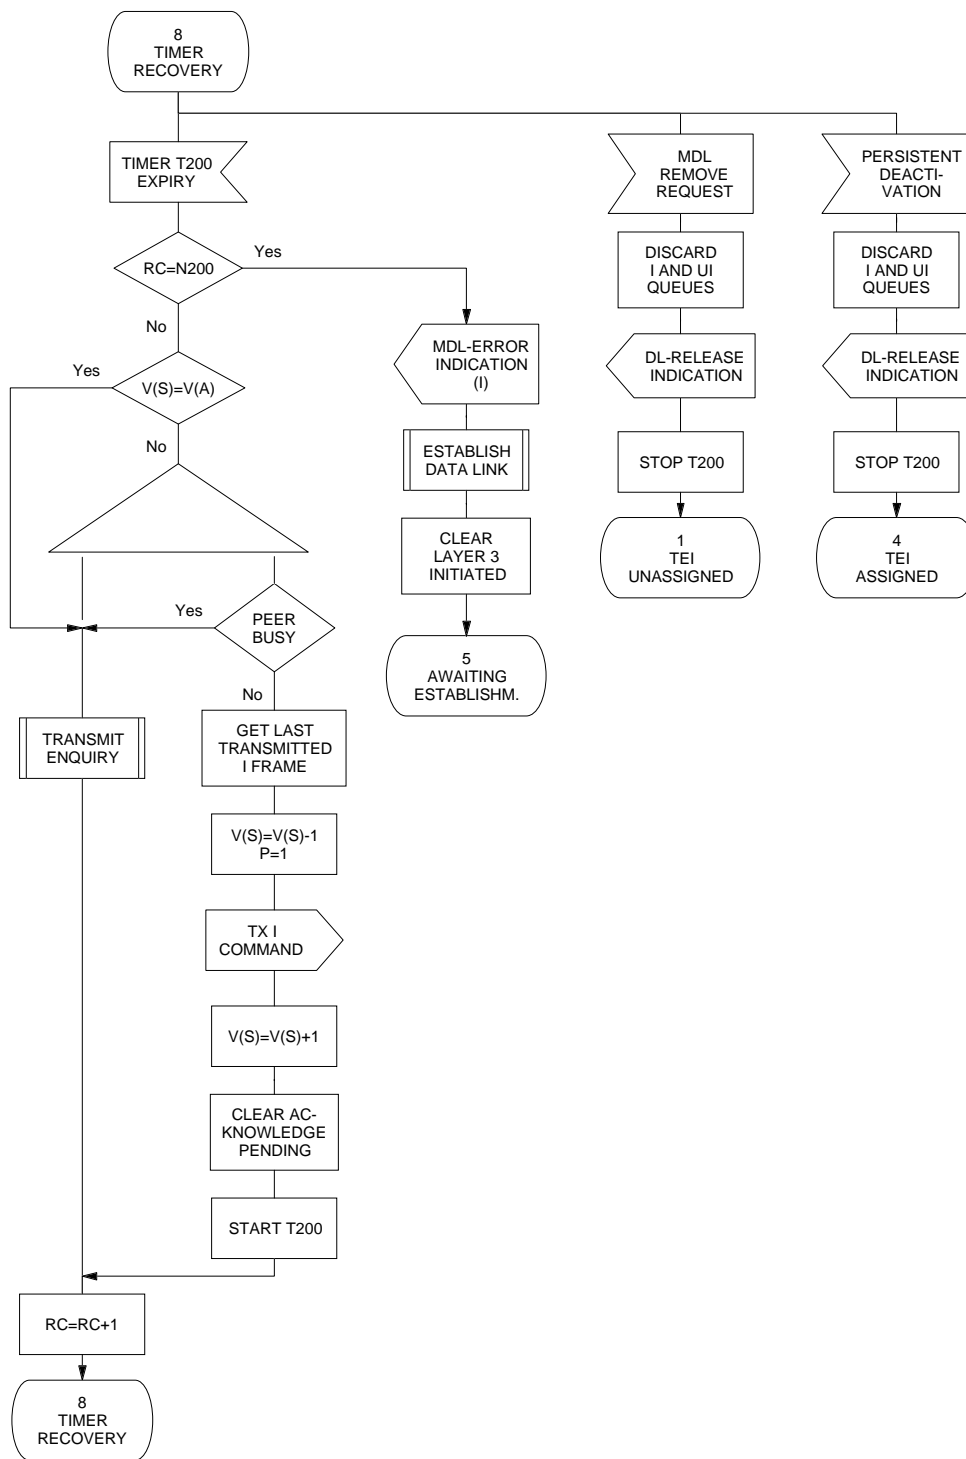 8
TIMER
RECOVERY
TIMER T200
EXPIRY
MDL
REMOVE
REQUEST
PERSISTENT
DEACTI-
VATION
RC=N200
Yes
No
DISCARD
I AND UI
QUEUES
DISCARD
I AND UI
QUEUES
MDL-ERROR
INDICATION
(I)
DL-RELEASE
INDICATION
DL-RELEASE
INDICATION
Yes
V(S)=V(A)
No
ESTABLISH
DATA LINK
STOP T200
STOP T200
CLEAR
LAYER 3
INITIATED
1
TEI
UNASSIGNED
4
TEI
ASSIGNED
Yes
PEER
BUSY
No
5
AWAITING
ESTABLISHM.
TRANSMIT
ENQUIRY
GET LAST
TRANSMITTED
I FRAME
V(S)=V(S)-1
P=1
TX I
COMMAND
V(S)=V(S)+1
CLEAR AC-
KNOWLEDGE
PENDING
START T200
RC=RC+1
8
TIMER
RECOVERY